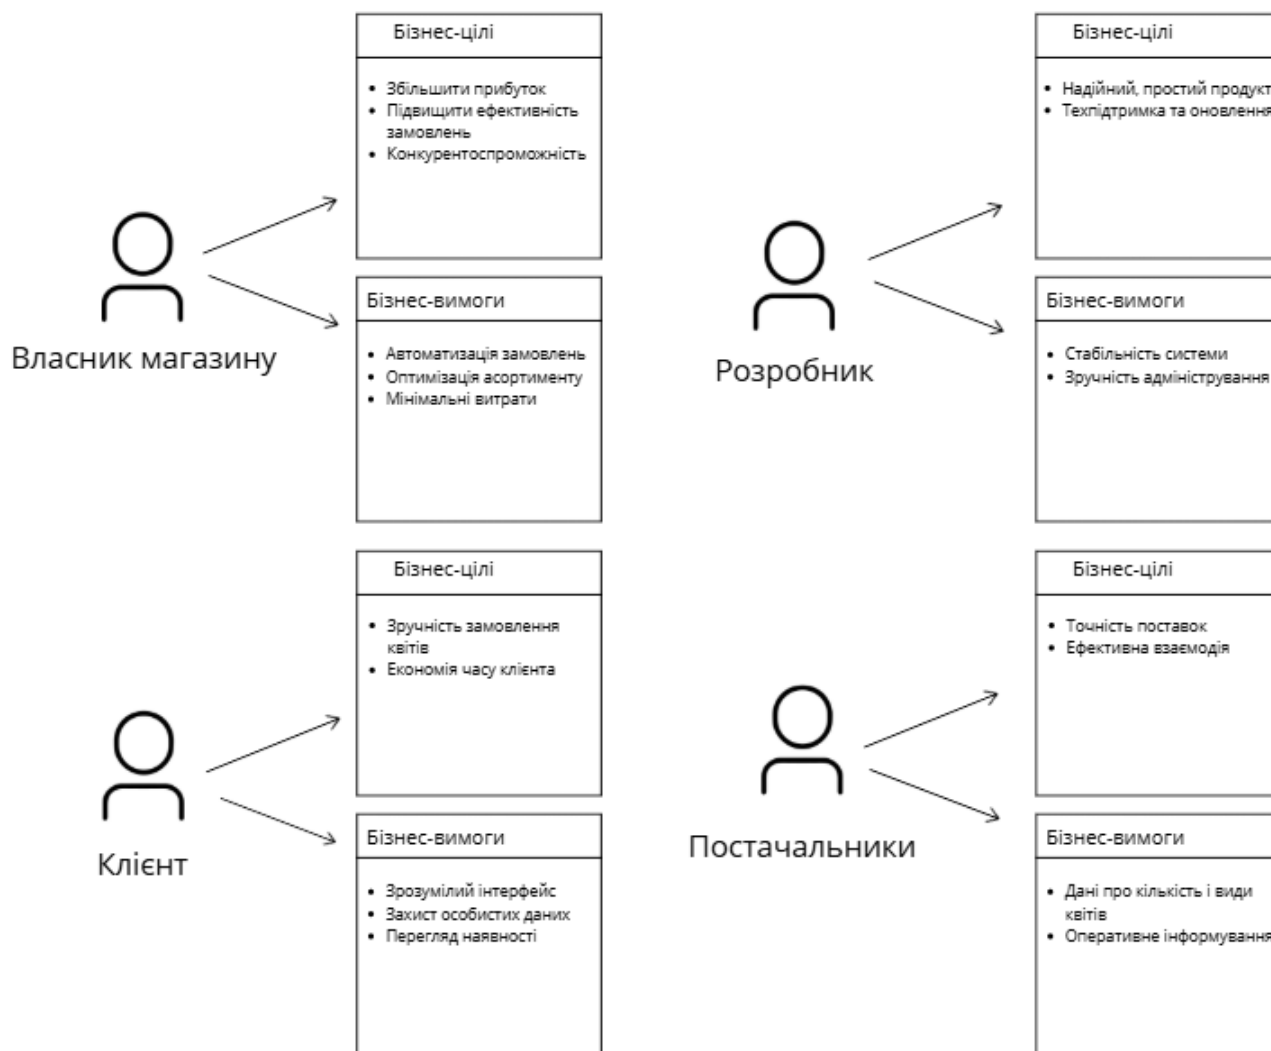 Бізнес-цілі
• Збільшити прибуток
• Підвищити ефективність
замовлень
• Конкурентоспроможність
Власник магазину
Бізнес-вимоги
• Автоматизація замовлень
• Оптимізація асортименту
• Мінімальні витрати
Бізнес-цілі
• Надійний, простий продукт
• Техпідтримка та оновлення
Розробник
Бізнес-вимоги
• Стабільність системи
• Зручність адміністрування
Бізнес-цілі
• Зручність замовлення
квітів
• Економія часу клієнта
Клієнт
Бізнес-вимоги
• Зрозумілий інтерфейс
• Захист особистих даних
• Перегляд наявності
Бізнес-цілі
• Точність поставок
• Ефективна взаємодія
Постачальники
Бізнес-вимоги
• Дані про кількість і види
квітів
• Оперативне інформування